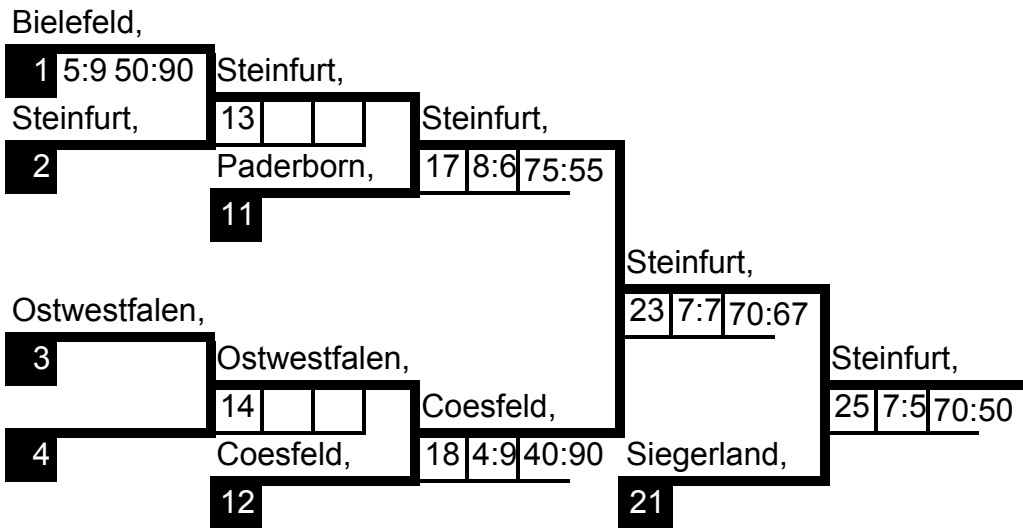 Bielefeld,
1 5:9 50:90
Steinfurt,
Steinfurt,
13
Steinfurt,
2
Paderborn,
17 8:6 75:55
11
Steinfurt,
Ostwestfalen,
23 7:7 70:67
3
Ostwestfalen,
Steinfurt,
14
Coesfeld,
25 7:5 70:50
4
Coesfeld,
18 4:9 40:90
Siegerland,
12
21